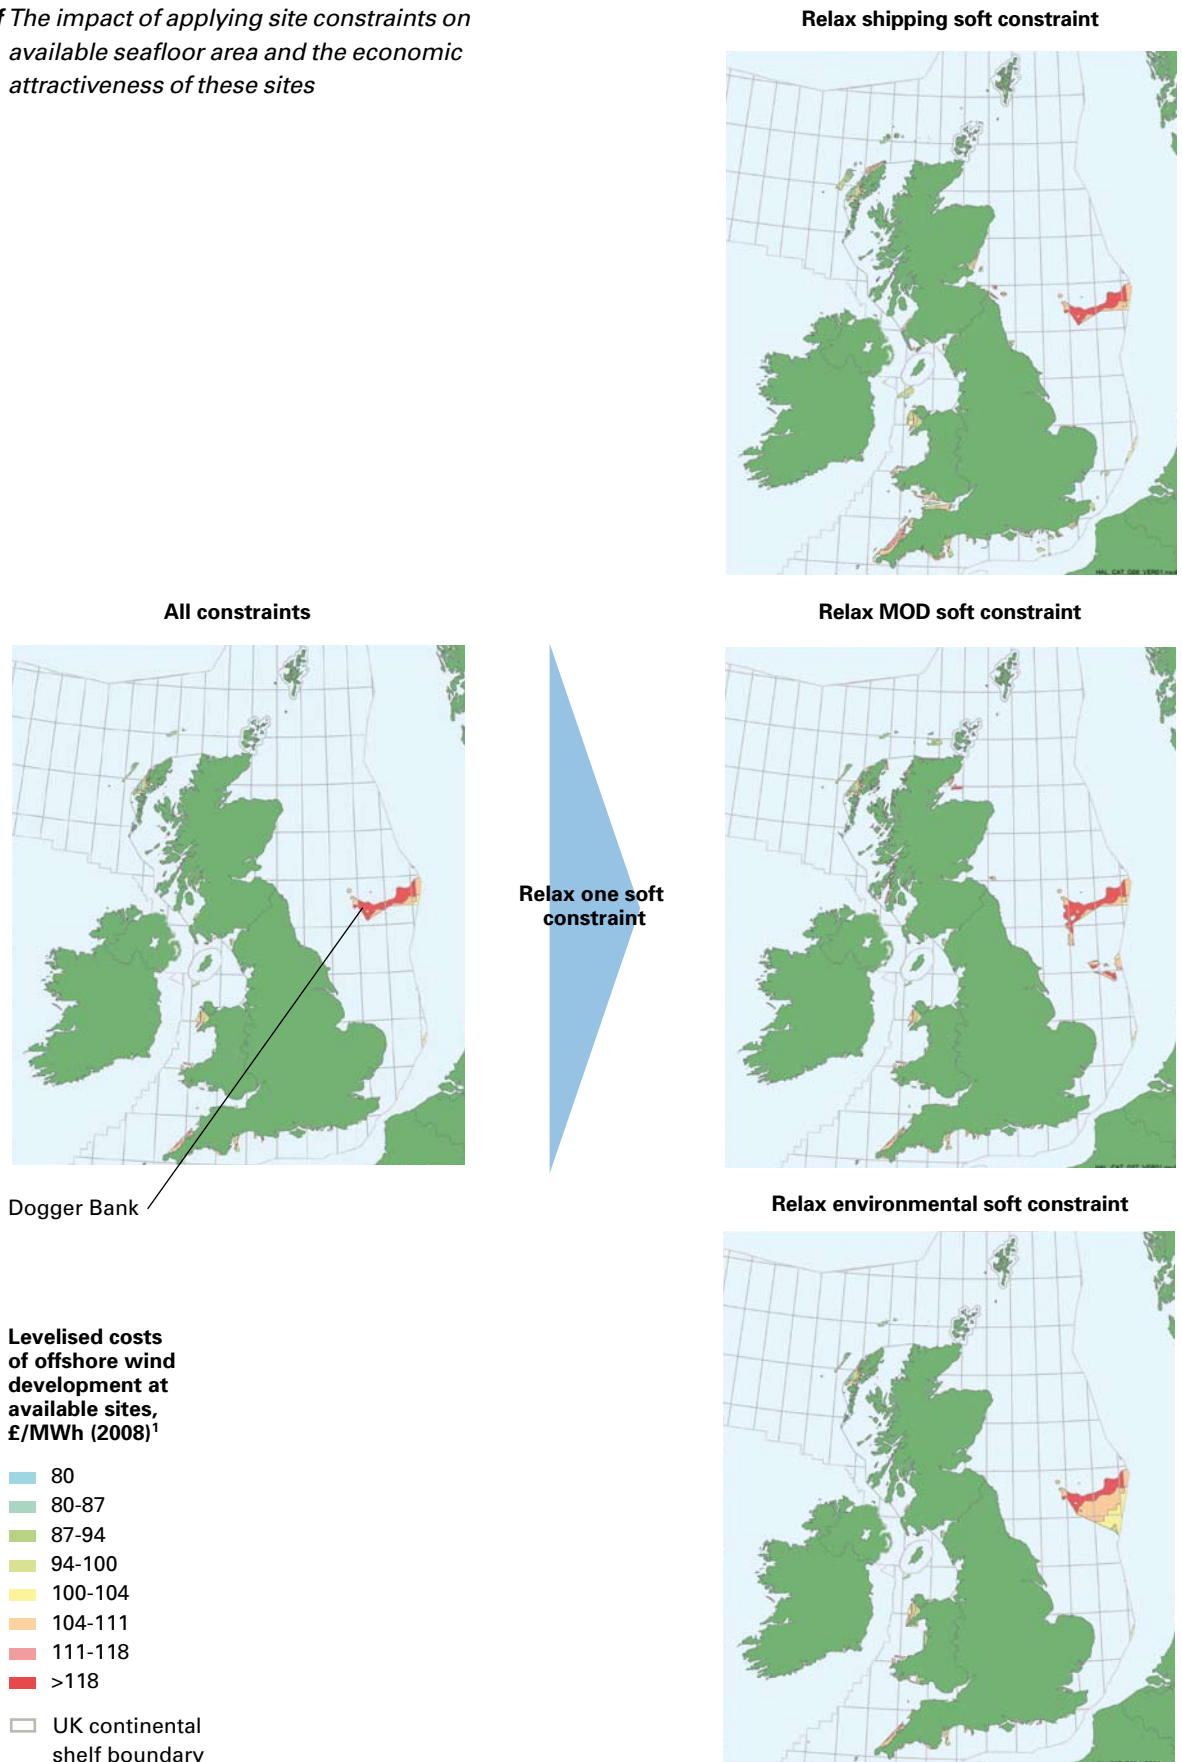 f The impact of applying site constraints on
available seafloor area and the economic
attractiveness of these sites
Relax shipping soft constraint
All constraints
Relax MOD soft constraint
Relax one soft
constraint
Dogger Bank
Relax environmental soft constraint
Levelised costs
of offshore wind
development at
available sites,
£/MWh (2008)1
80
80-87
87-94
94-100
100-104
104-111
111-118
>118
UK continental
shelf boundary